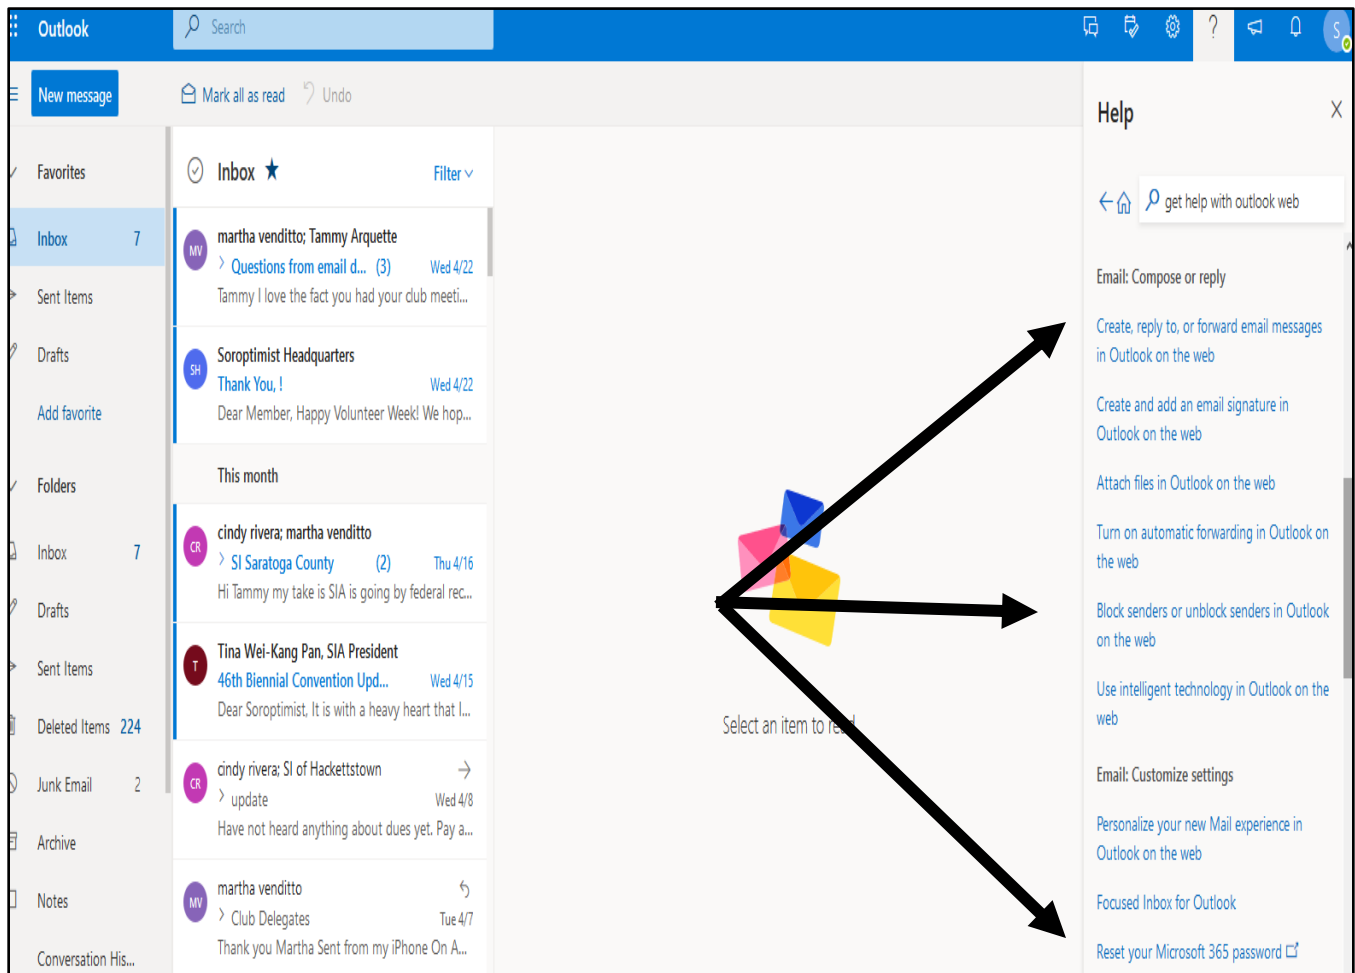 Outlook
Search
?
S
New message
Mark all as read
Undo
Favorites
Inbox 7
Sent Items
Drafts
Add favorite
Folders
Inbox 7
Drafts
Sent Items
Deleted Items 224
Junk Email 2
Archive
Notes
Conversation His...
Inbox ★
Filter
MV
martha venditto; Tammy Arquette
> Questions from email d... (3) Wed 4/22
Tammy I love the fact you had your club meeti...
SH
Soroptimist Headquarters
Thank You, ! Wed 4/22
Dear Member, Happy Volunteer Week! We hop...
This month
CR
cindy rivera; martha venditto
> SI Saratoga County (2) Thu 4/16
Hi Tammy my take is SIA is going by federal rec...
T
Tina Wei-Kang Pan, SIA President
46th Biennial Convention Upd... Wed 4/15
Dear Soroptimist, It is with a heavy heart that I...
CR
cindy rivera; SI of Hackettstown
> update Wed 4/8
Have not heard anything about dues yet. Pay a...
MV
martha venditto
> Club Delegates Tue 4/7
Thank you Martha Sent from my iPhone On A...
Select an item to read
Help
get help with outlook web
Email: Compose or reply
Create, reply to, or forward email messages
in Outlook on the web
Create and add an email signature in
Outlook on the web
Attach files in Outlook on the web
Turn on automatic forwarding in Outlook on
the web
Block senders or unblock senders in Outlook
on the web
Use intelligent technology in Outlook on the
web
Email: Customize settings
Personalize your new Mail experience in
Outlook on the web
Focused Inbox for Outlook
Reset your Microsoft 365 password